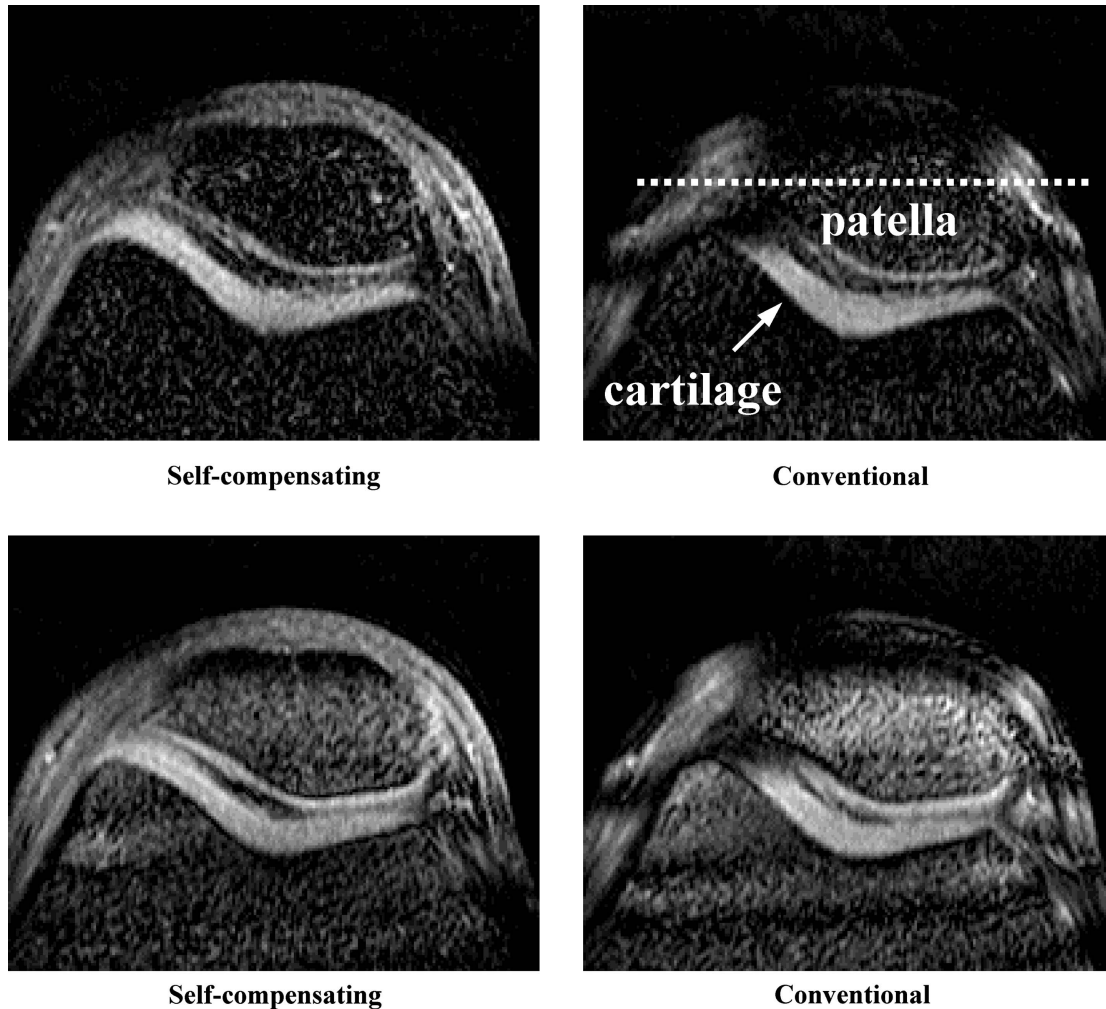 patella
cartilage
Self-compensating
Conventional
Self-compensating
Conventional